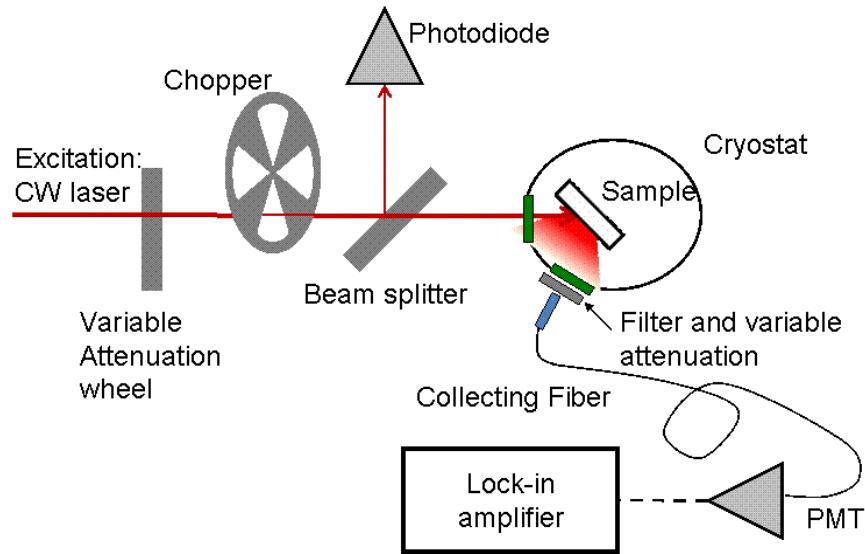 Photodiode
Chopper
Excitation:
CW laser
Cryostat
Sample
Beam splitter
Variable
Attenuation
wheel
Filter and variable
attenuation
Collecting Fiber
Lock-in
amplifier
PMT